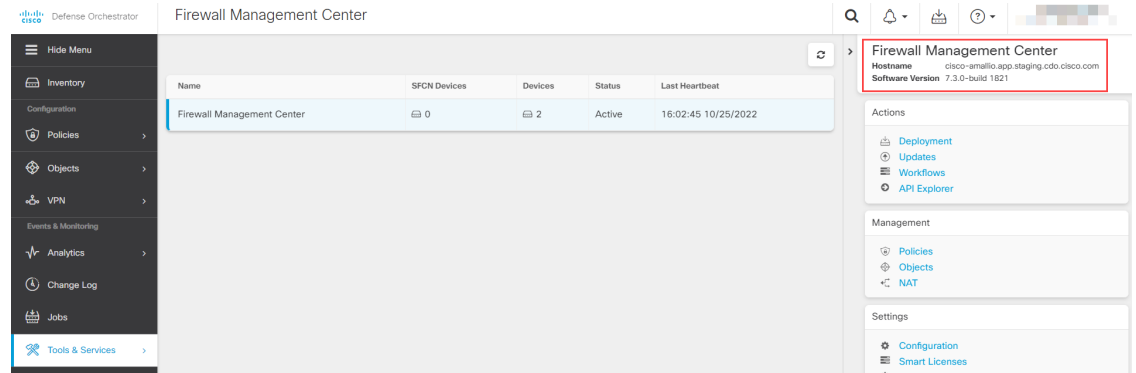 cisco Defense Orchestrator
Firewall Management Center
Hide Menu
Inventory
Configuration
Policies
Objects
VPN
Events & Monitoring
Analytics
Change Log
Jobs
Tools & Services
Name SFCN Devices Devices Status Last Heartbeat
Firewall Management Center 0 2 Active 16:02:45 10/25/2022
Firewall Management Center
Hostname cisco-amallio.app.staging.cdo.cisco.com
Software Version 7.3.0-build 1821
Actions
Deployment
Updates
Workflows
API Explorer
Management
Policies
Objects
NAT
Settings
Configuration
Smart Licenses